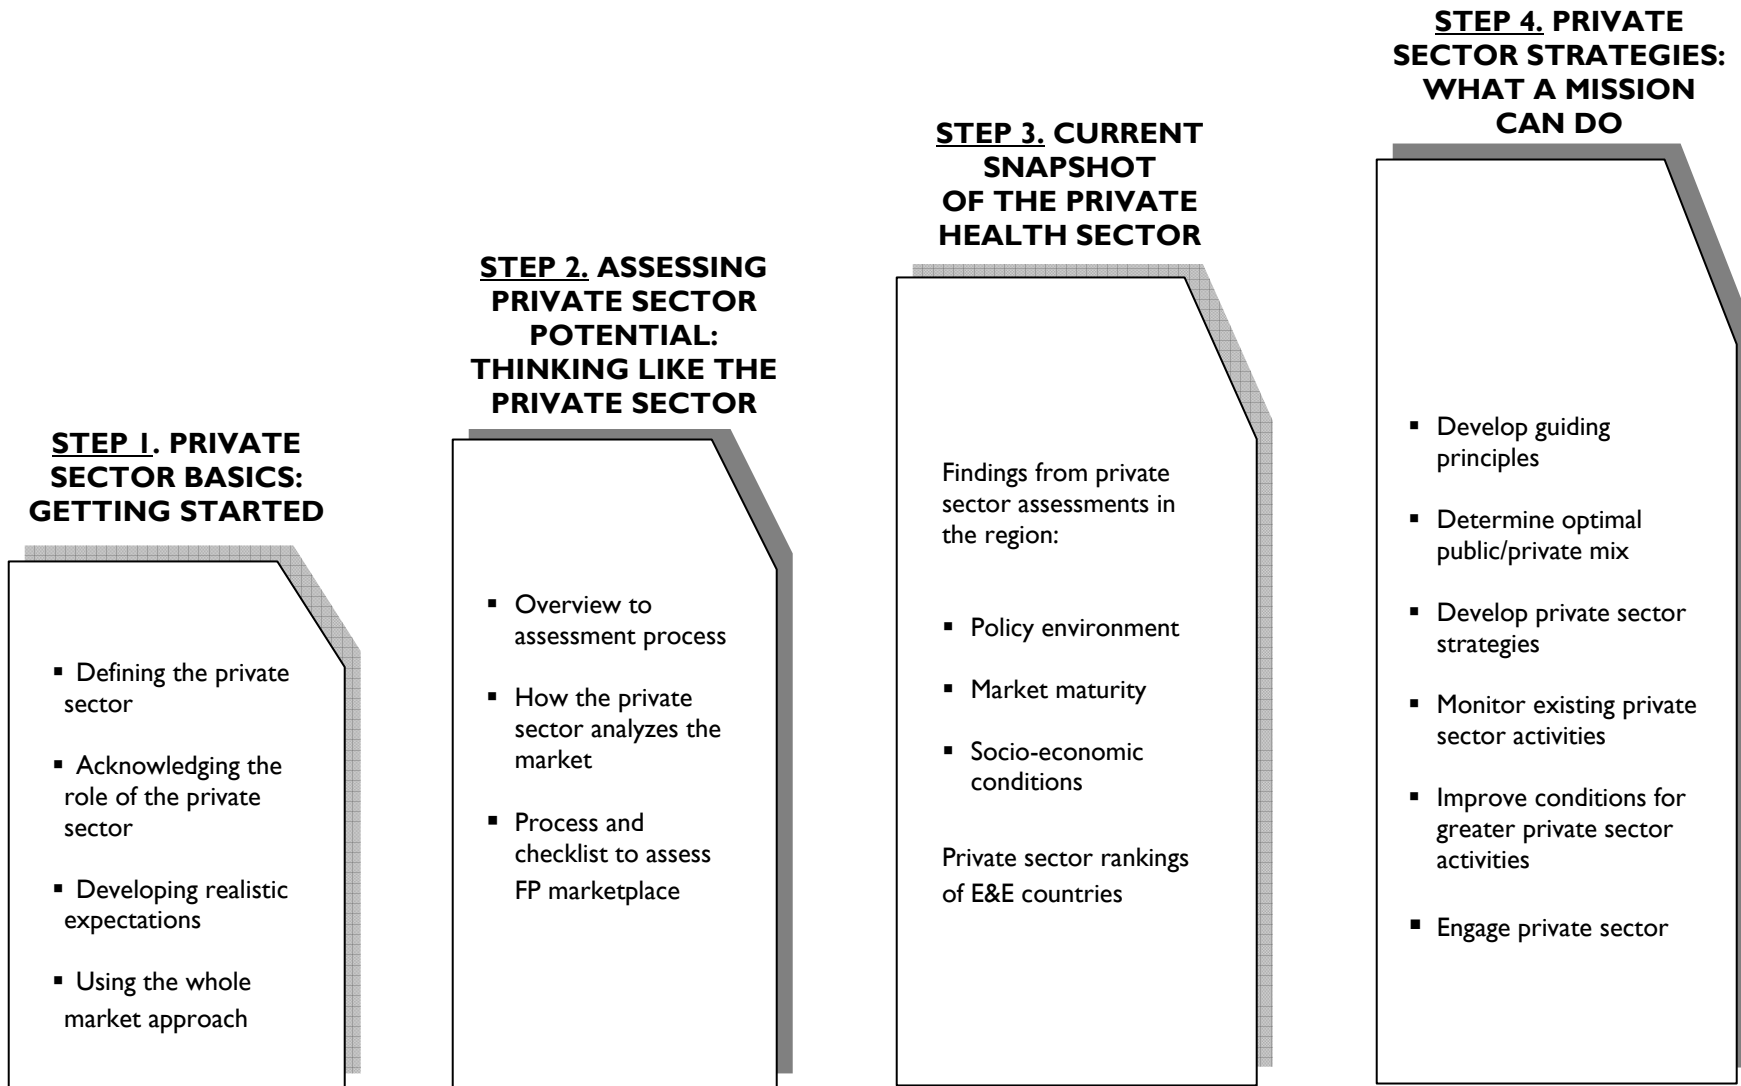 STEP 1. PRIVATE
SECTOR BASICS:
GETTING STARTED
▪ Defining the private
sector
▪ Acknowledging the
role of the private
sector
▪ Developing realistic
expectations
▪ Using the whole
market approach
STEP 2. ASSESSING
PRIVATE SECTOR
POTENTIAL:
THINKING LIKE THE
PRIVATE SECTOR
▪ Overview to
assessment process
▪ How the private
sector analyzes the
market
▪ Process and
checklist to assess
FP marketplace
STEP 3. CURRENT
SNAPSHOT
OF THE PRIVATE
HEALTH SECTOR
Findings from private
sector assessments in
the region:
▪ Policy environment
▪ Market maturity
▪ Socio-economic
conditions
Private sector rankings
of E&E countries
STEP 4. PRIVATE
SECTOR STRATEGIES:
WHAT A MISSION
CAN DO
▪ Develop guiding
principles
▪ Determine optimal
public/private mix
▪ Develop private sector
strategies
▪ Monitor existing private
sector activities
▪ Improve conditions for
greater private sector
activities
▪ Engage private sector